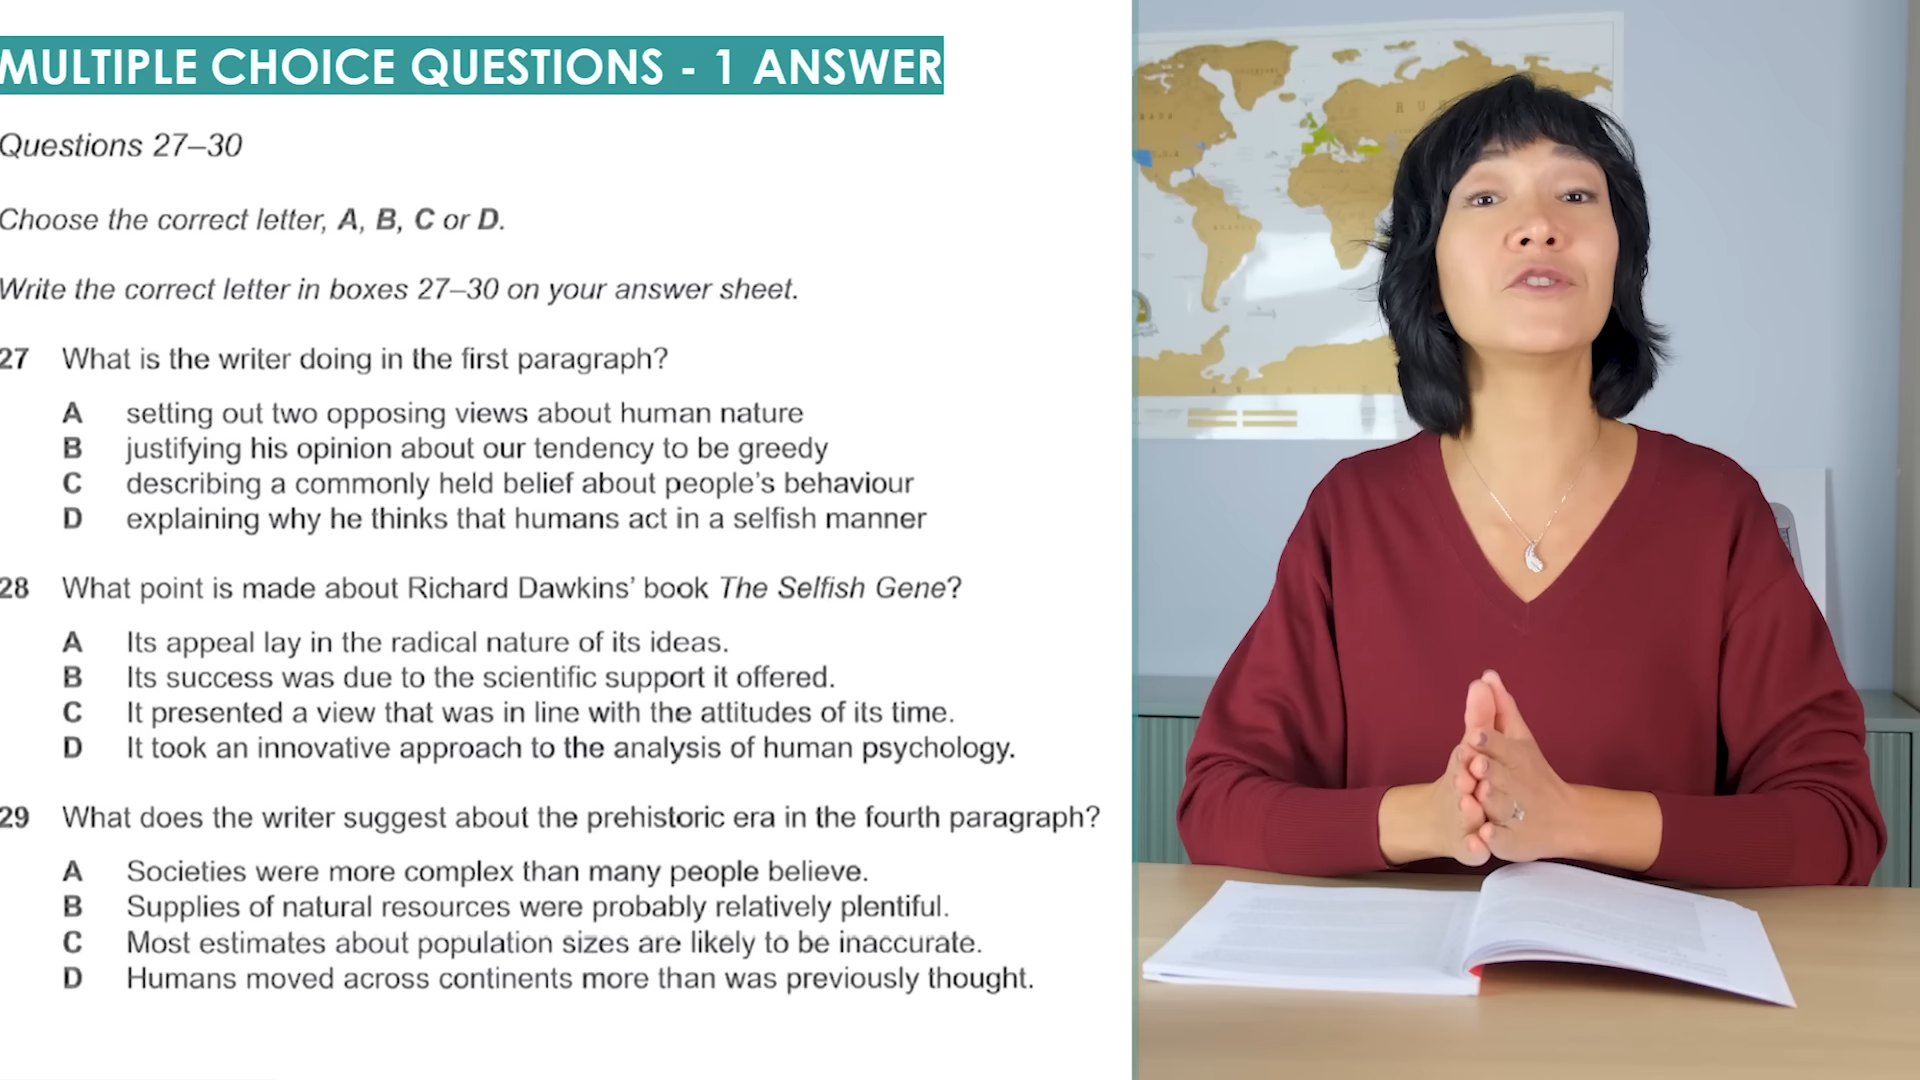 MULTIPLE CHOICE QUESTIONS - 1 ANSWER
Questions 27–30
Choose the correct letter, A, B, C or D.
Write the correct letter in boxes 27–30 on your answer sheet.
27 What is the writer doing in the first paragraph?
A setting out two opposing views about human nature
B justifying his opinion about our tendency to be greedy
C describing a commonly held belief about people's behaviour
D explaining why he thinks that humans act in a selfish manner
28 What point is made about Richard Dawkins' book The Selfish Gene?
A Its appeal lay in the radical nature of its ideas.
B Its success was due to the scientific support it offered.
C It presented a view that was in line with the attitudes of its time.
D It took an innovative approach to the analysis of human psychology.
29 What does the writer suggest about the prehistoric era in the fourth paragraph?
A Societies were more complex than many people believe.
B Supplies of natural resources were probably relatively plentiful.
C Most estimates about population sizes are likely to be inaccurate.
D Humans moved across continents more than was previously thought.